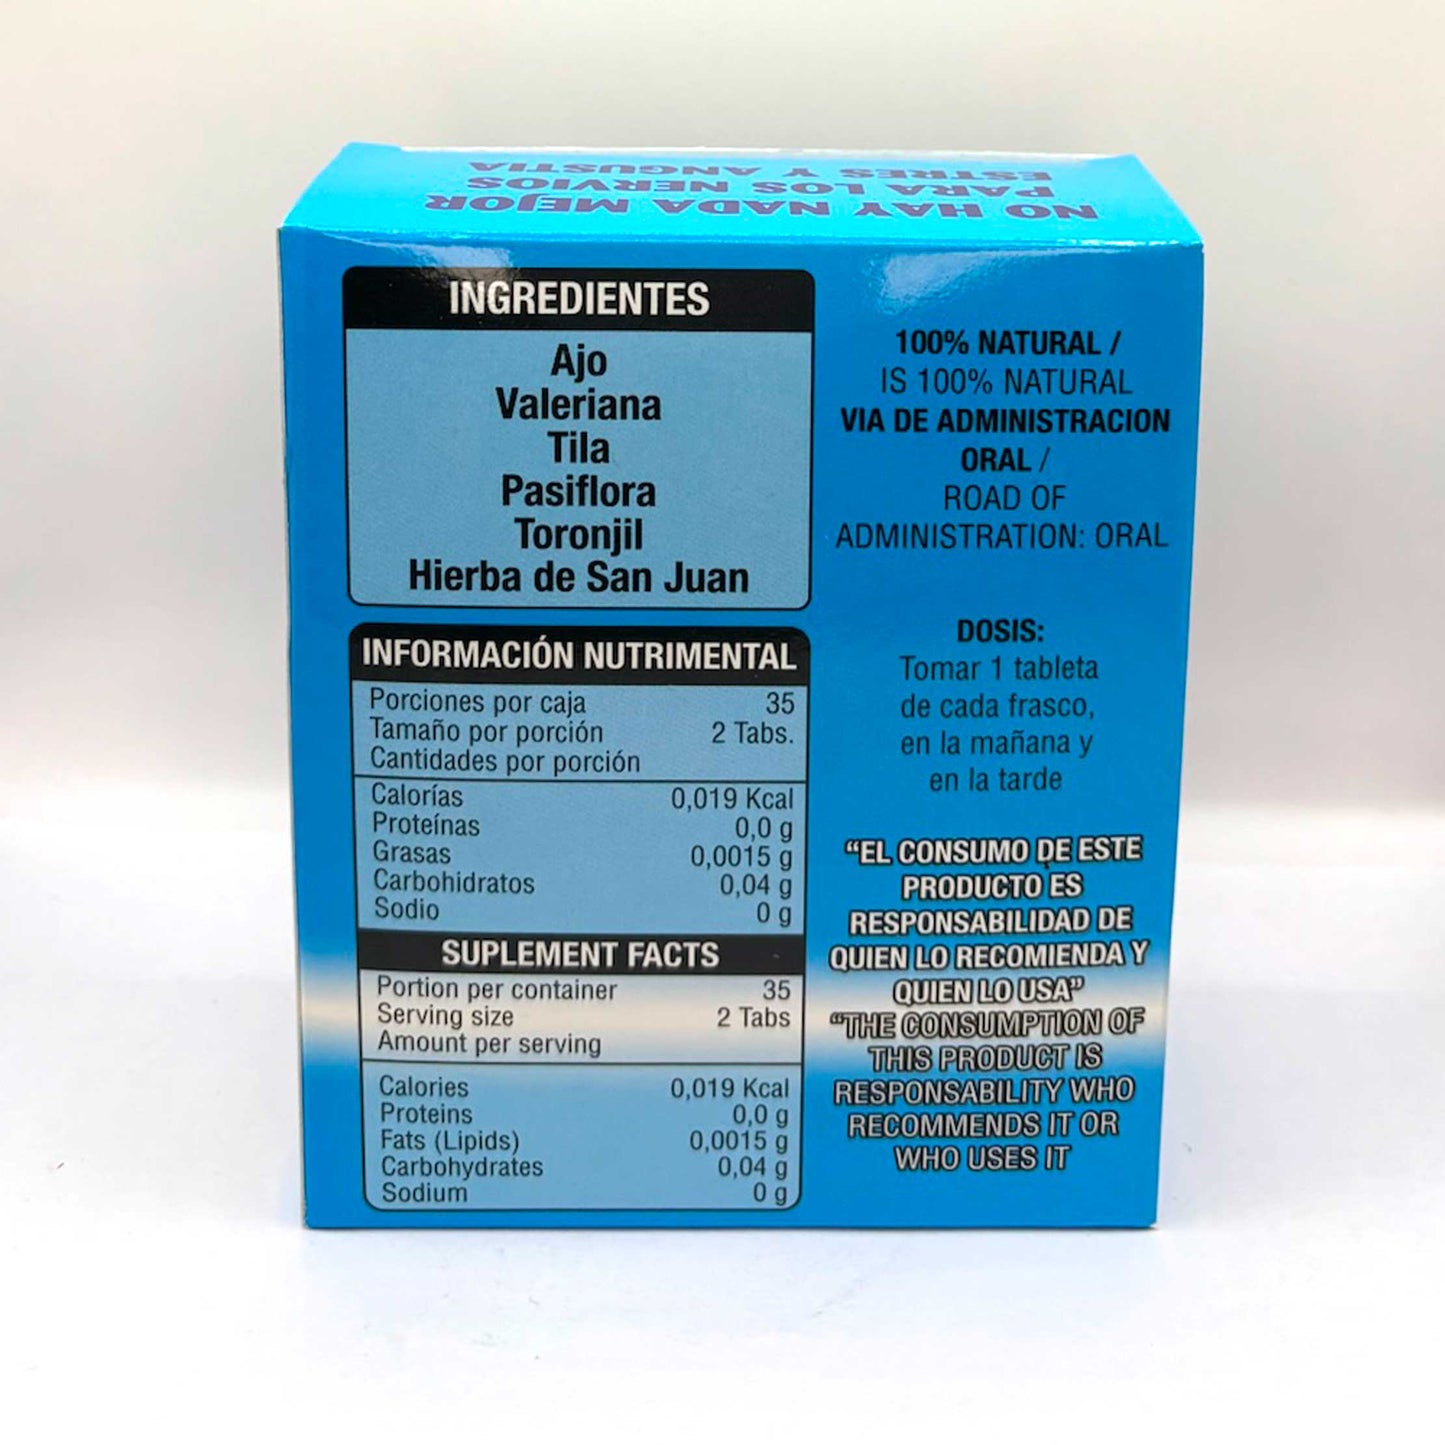 NO HAY NADA MEJOR
PARA LOS NERVIOS
ESTRES Y ANGUSTIA
INGREDIENTES
Ajo
Valeriana
Tila
Pasiflora
Toronjil
Hierba de San Juan
INFORMACIÓN NUTRIMENTAL
Porciones por caja 35
Tamaño por porción 2 Tabs.
Cantidades por porción
Calorías 0,019 Kcal
Proteínas 0,0 g
Grasas 0,0015 g
Carbohidratos 0,04 g
Sodio 0 g
SUPLEMENT FACTS
Portion per container 35
Serving size 2 Tabs
Amount per serving
Calories 0,019 Kcal
Proteins 0,0 g
Fats (Lipids) 0,0015 g
Carbohydrates 0,04 g
Sodium 0 g
100% NATURAL /
IS 100% NATURAL
VIA DE ADMINISTRACION
ORAL /
ROAD OF
ADMINISTRATION: ORAL
DOSIS:
Tomar 1 tableta
de cada frasco,
en la mañana y
en la tarde
“EL CONSUMO DE ESTE
PRODUCTO ES
RESPONSABILIDAD DE
QUIEN LO RECOMIENDA Y
QUIEN LO USA”
“THE CONSUMPTION OF
THIS PRODUCT IS
RESPONSABILITY WHO
RECOMMENDS IT OR
WHO USES IT